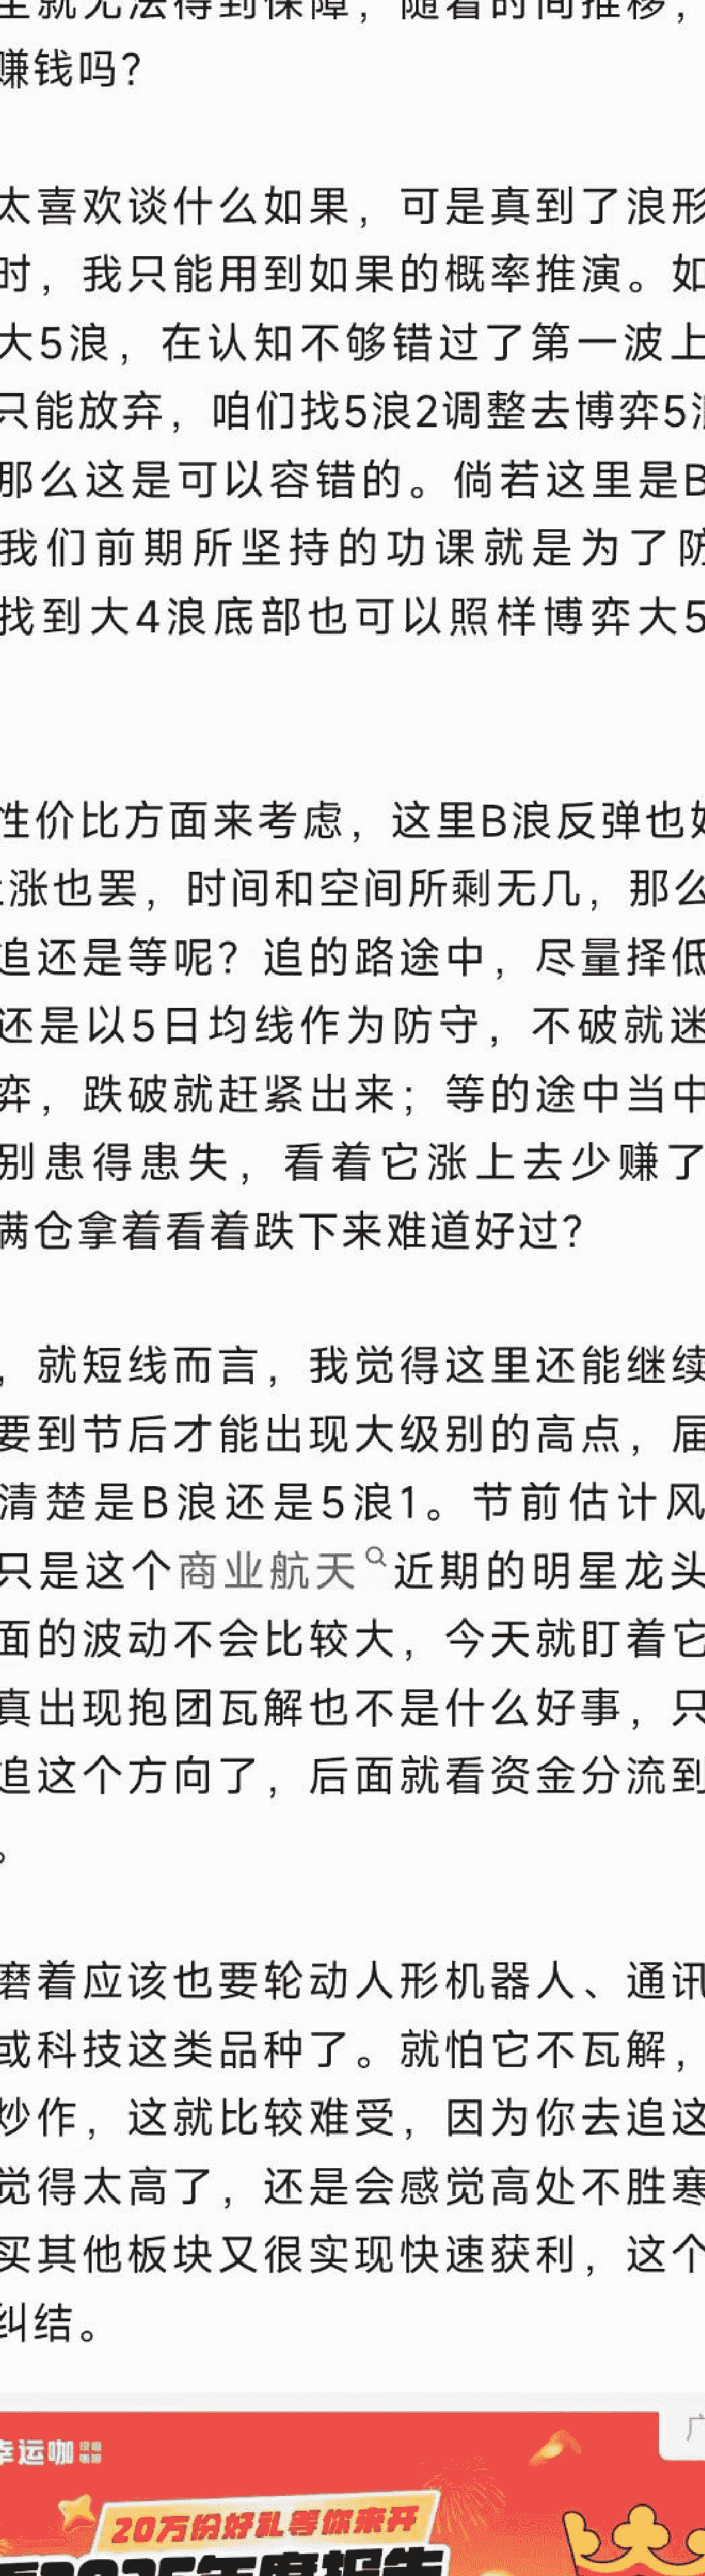 生就无法得到保障，随着时间推移，
赚钱吗？
太喜欢谈什么如果，可是真到了浪形
时，我只能用到如果的概率推演。如
大5浪，在认知不够错过了第一波上
只能放弃，咱们找5浪2调整去博弈5浪
那么这是可以容错的。倘若这里是B
我们前期所坚持的功课就是为了防
找到大4浪底部也可以照样博弈大5
性价比方面来考虑，这里B浪反弹也好
上涨也罢，时间和空间所剩无几，那么
追还是等呢？追的路途中，尽量择低
还是以5日均线作为防守，不破就迷
弈，跌破就赶紧出来；等的途中当中
别患得患失，看着它涨上去少赚了
满仓拿着看着跌下来难道好过？
，就短线而言，我觉得这里还能继续
要到节后才能出现大级别的高点，届
清楚是B浪还是5浪1。节前估计风
只是这个商业航天近期的明星龙头
面的波动不会比较大，今天就盯着它
真出现抱团瓦解也不是什么好事，只
追这个方向了，后面就看资金分流到
。
磨着应该也要轮动人形机器人、通讯
或科技这类品种了。就怕它不瓦解，
炒作，这就比较难受，因为你去追这
觉得太高了，还是会感觉高处不胜寒
买其他板块又很实现快速获利，这个
纠结。
广
幸运咖
20万份好礼等你来开
2025年度报告